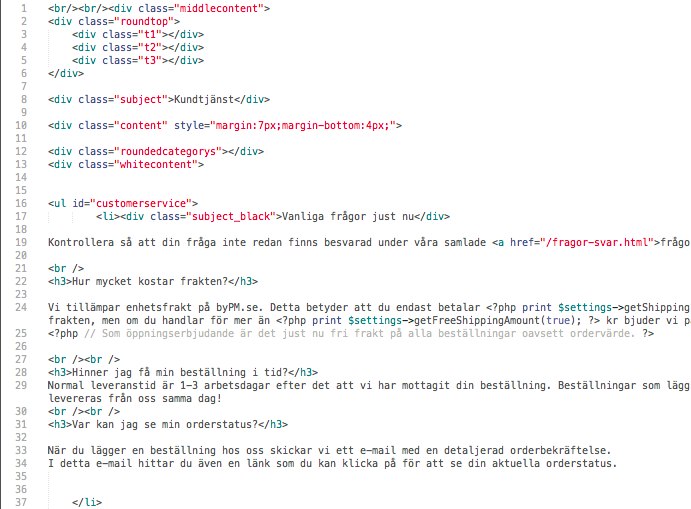 1 <br/><br/><div class="middlecontent">
2 <div class="roundtop">
3 <div class="t1"></div>
4 <div class="t2"></div>
5 <div class="t3"></div>
6 </div>
7
8 <div class="subject">Kundtjänst</div>
9
10 <div class="content" style="margin:7px;margin-bottom:4px;">
11
12 <div class="roundedcategorys"></div>
13 <div class="whitecontent">
14
15
16 <ul id="customerservice">
17 <li><div class="subject_black">Vanliga frågor just nu</div>
18
19 Kontrollera så att din fråga inte redan finns besvarad under våra samlade <a href="/fragor-svar.html">frågo
20
21 <br />
22 <h3>Hur mycket kostar frakten?</h3>
23
24 Vi tillämpar enhetsfrakt på byPM.se. Detta betyder att du endast betalar <?php print $settings->getShipping
frakten, men om du handlar för mer än <?php print $settings->getFreeShippingAmount(true); ?> kr bjuder vi p
25 <?php // Som öppningserbjudande är det just nu fri frakt på alla beställningar oavsett ordervärde. ?>
26
27 <br /><br />
28 <h3>Hinner jag få min beställning i tid?</h3>
29 Normal leveranstid är 1-3 arbetsdagar efter det att vi har mottagit din beställning. Beställningar som lägg
levereras från oss samma dag!
30 <br /><br />
31 <h3>Var kan jag se min orderstatus?</h3>
32
33 När du lägger en beställning hos oss skickar vi ett e-mail med en detaljerad orderbekräftelse.
34 I detta e-mail hittar du även en länk som du kan klicka på för att se din aktuella orderstatus.
35
36
37 </li>